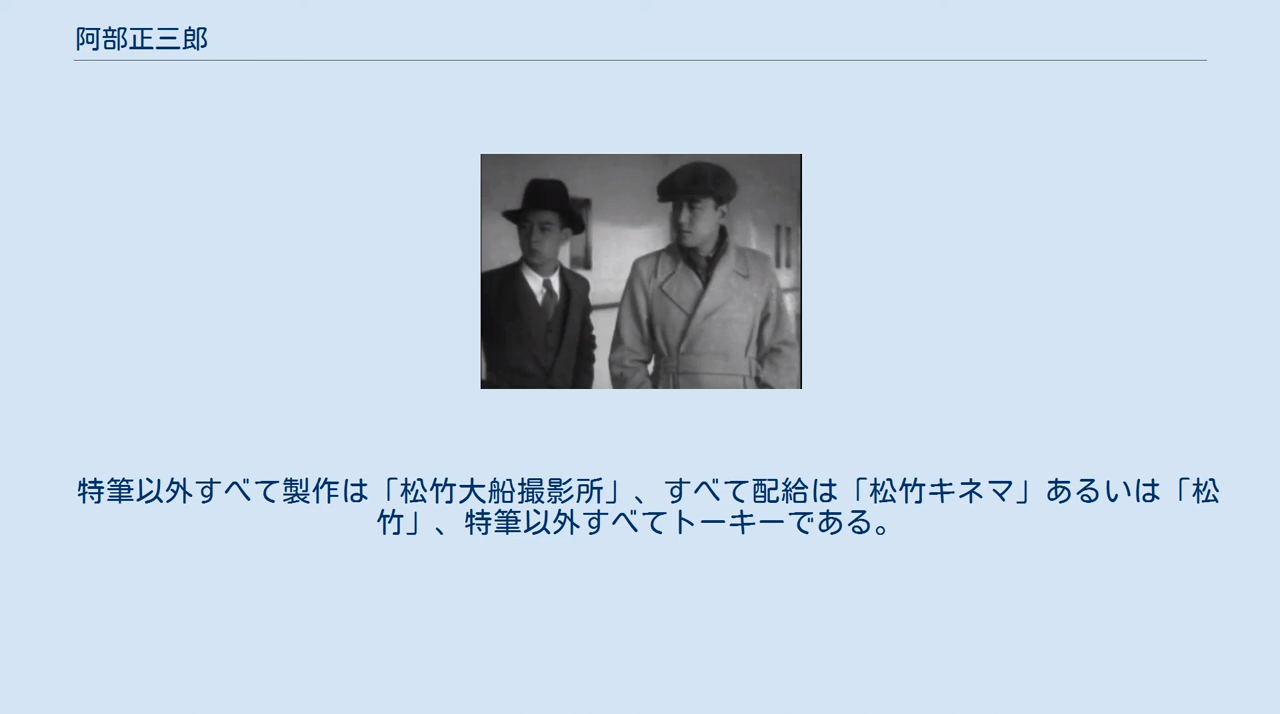 阿部正三郎
特筆以外すべて製作は「松竹大船撮影所」、すべて配給は「松竹キネマ」あるいは「松
竹」、特筆以外すべてトーキーである。